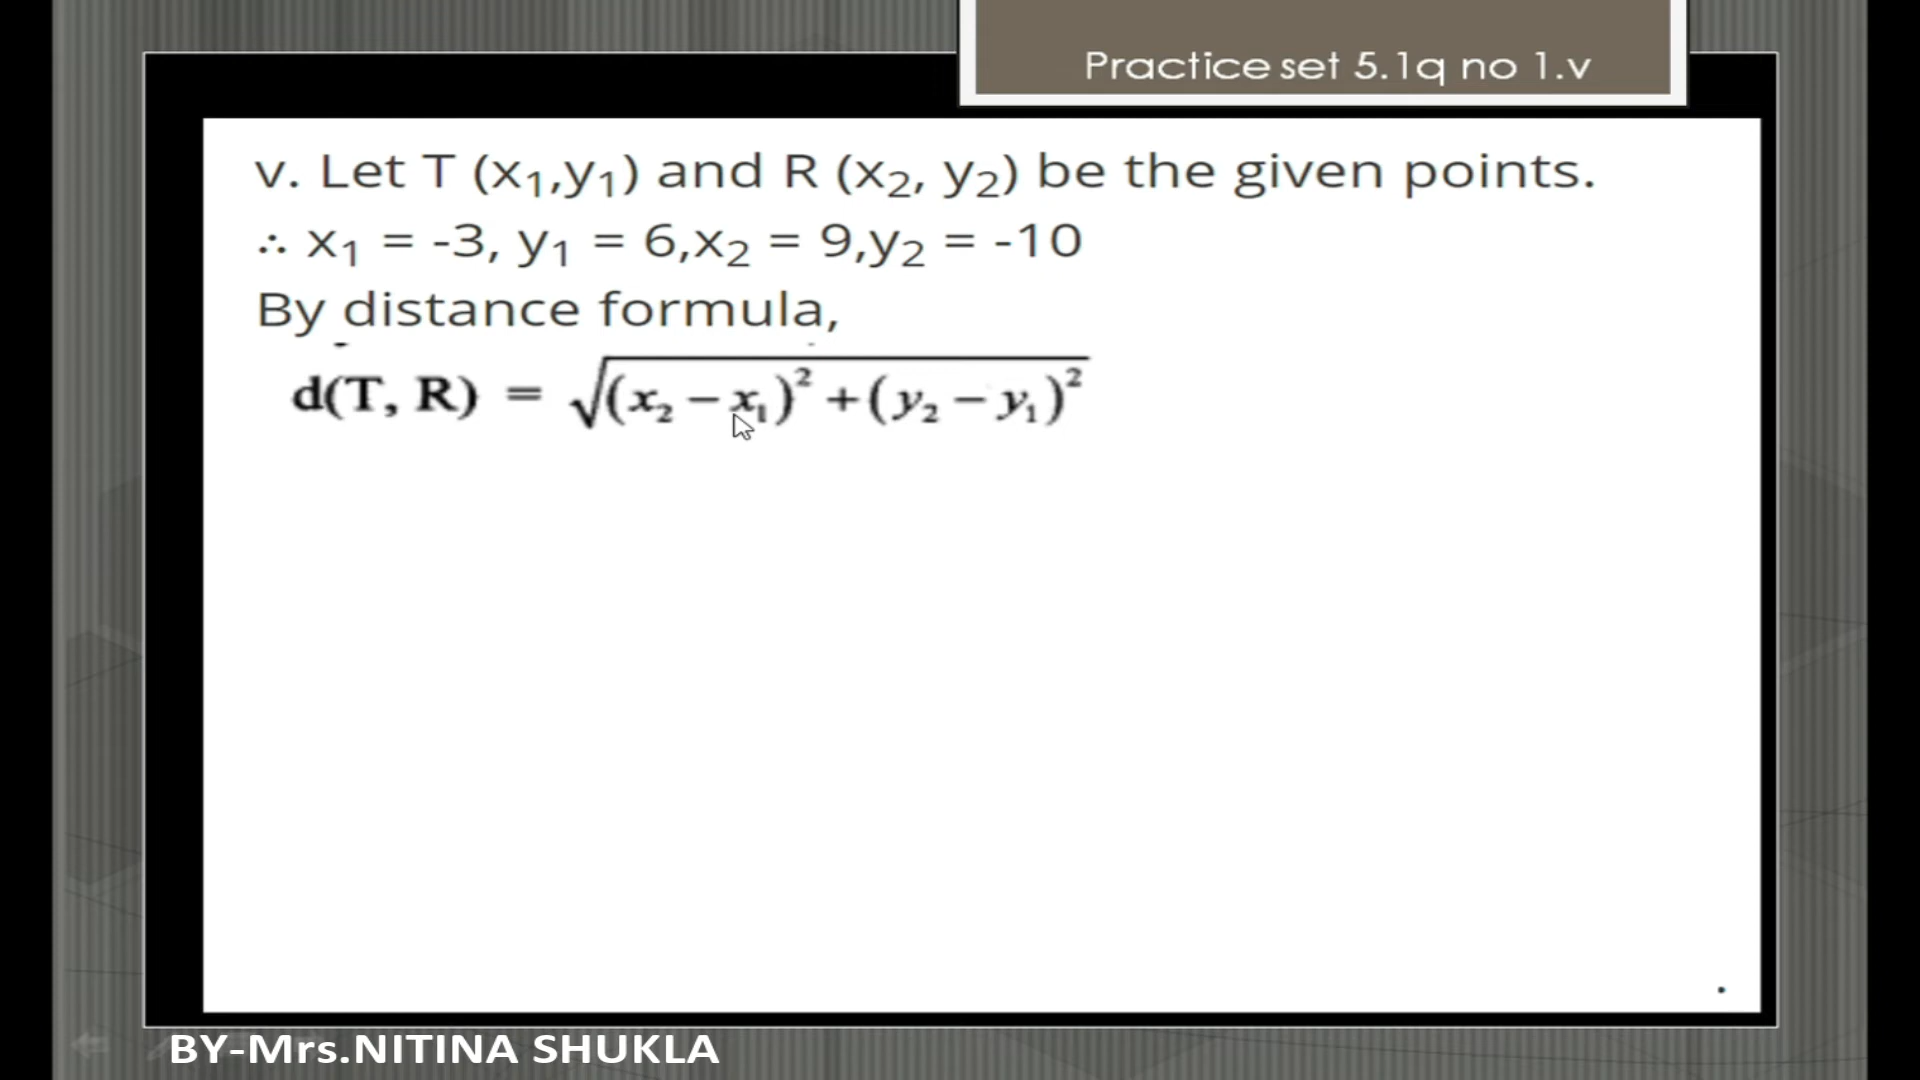 Practice set 5.1q no 1.v
v. Let T (x₁,y₁) and R (x₂, y₂) be the given points.
∴ x₁ = -3, y₁ = 6,x₂ = 9,y₂ = -10
By distance formula,
d(T, R) = √(x₂ − x₁)² + (y₂ − y₁)²
.
BY-Mrs.NITINA SHUKLA